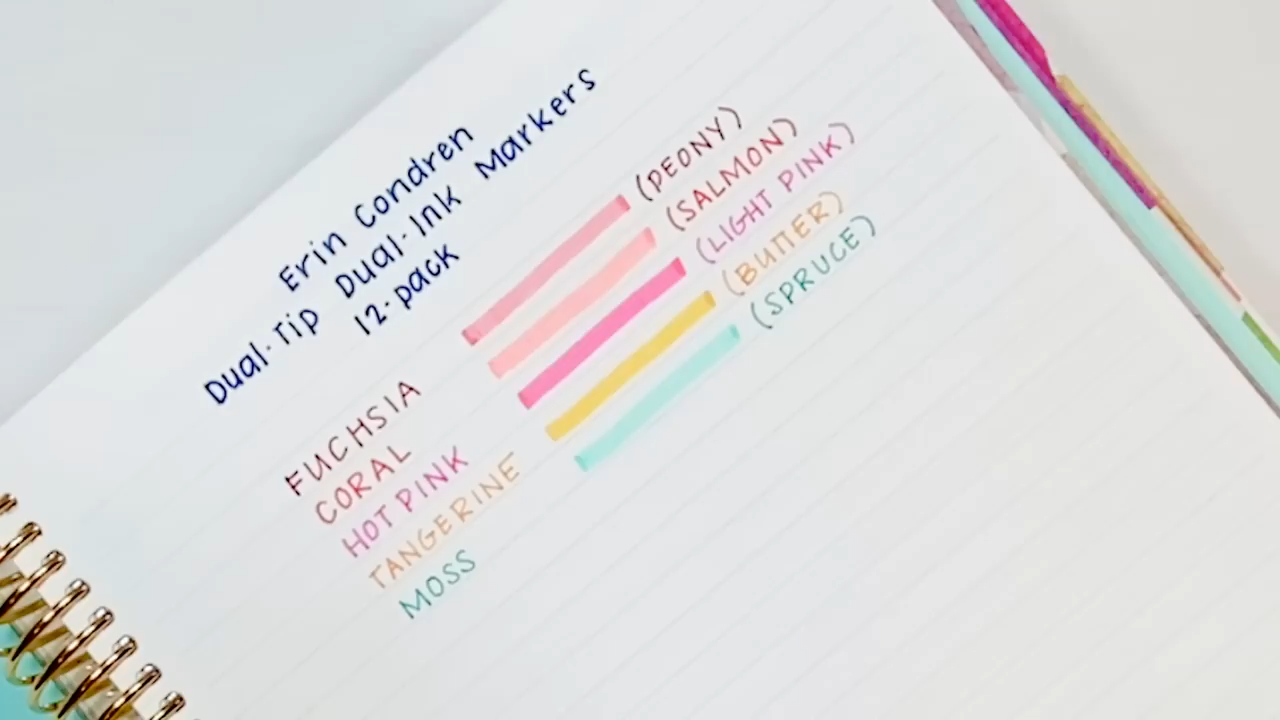 Erin Condren
Dual-Tip Dual-Ink Markers
12-pack
FUCHSIA (PEONY)
CORAL (SALMON)
HOT PINK (LIGHT PINK)
TANGERINE (BUTTER)
MOSS (SPRUCE)